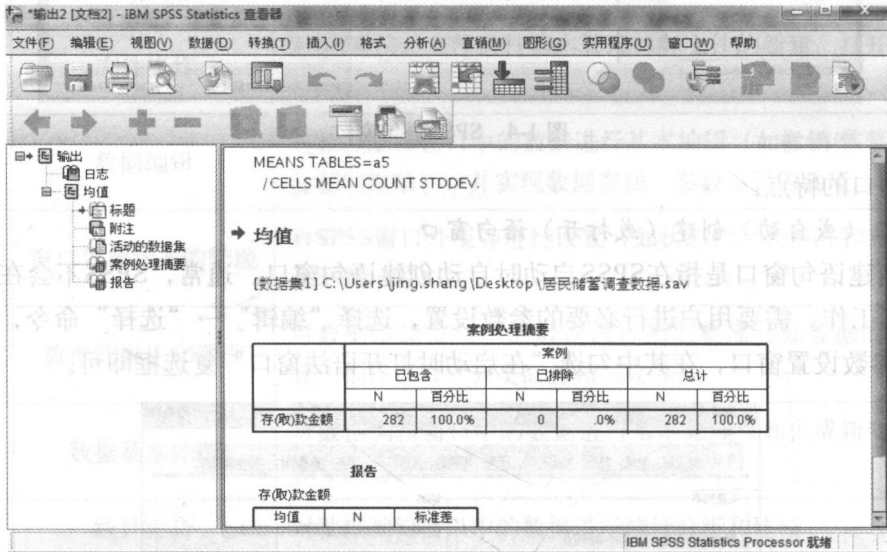 *输出2 [文档2] - IBM SPSS Statistics 查看器
文件(F) 编辑(E) 视图(V) 数据(D) 转换(T) 插入(I) 格式 分析(A) 直销(M) 图形(G) 实用程序(U) 窗口(W) 帮助
输出
日志
标题
附注
活动的数据集
案例处理摘要
报告
MEANS TABLES=a5
/CELLS MEAN COUNT STDDEV.
均值
[数据集1] C:\Users\jing.shang\Desktop\居民储蓄调查数据.sav
案例处理摘要
案例
已包含 已排除 总计
N 百分比 N 百分比 N 百分比
存(取)款金额 282 100.0% 0 .0% 282 100.0%
报告
存(取)款金额
均值 N 标准差
IBM SPSS Statistics Processor 就绪